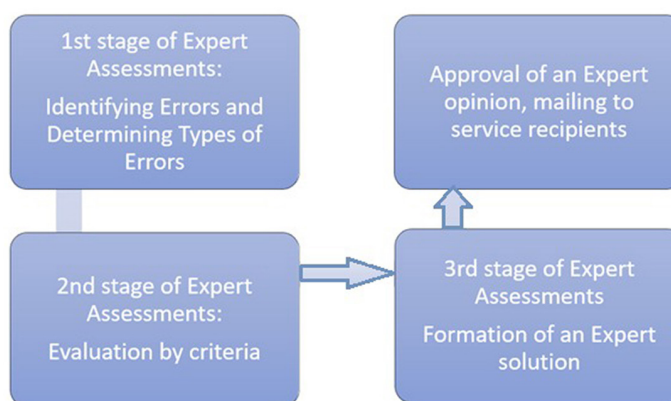 1st stage of Expert
Assessments:
Identifying Errors and
Determining Types of
Errors
2nd stage of Expert
Assessments:
Evaluation by criteria
3rd stage of Expert
Assessments
Formation of an Expert
solution
Approval of an Expert
opinion, mailing to
service recipients